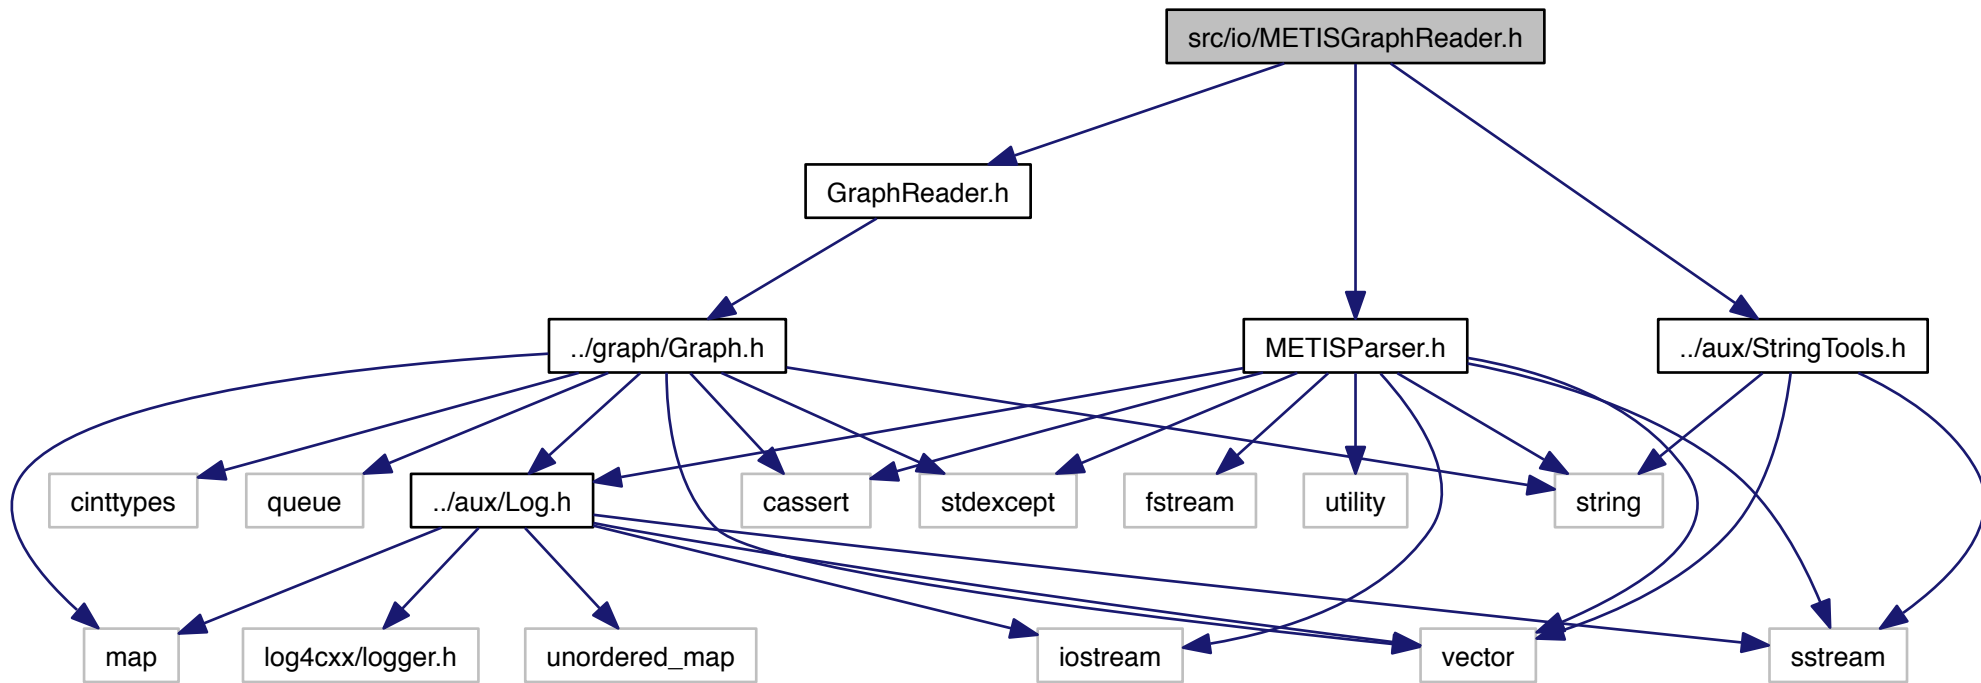 src/io/METISGraphReader.h
GraphReader.h
../graph/Graph.h
METISParser.h
../aux/StringTools.h
cinttypes
queue
../aux/Log.h
cassert
stdexcept
fstream
utility
string
map
log4cxx/logger.h
unordered_map
iostream
vector
sstream